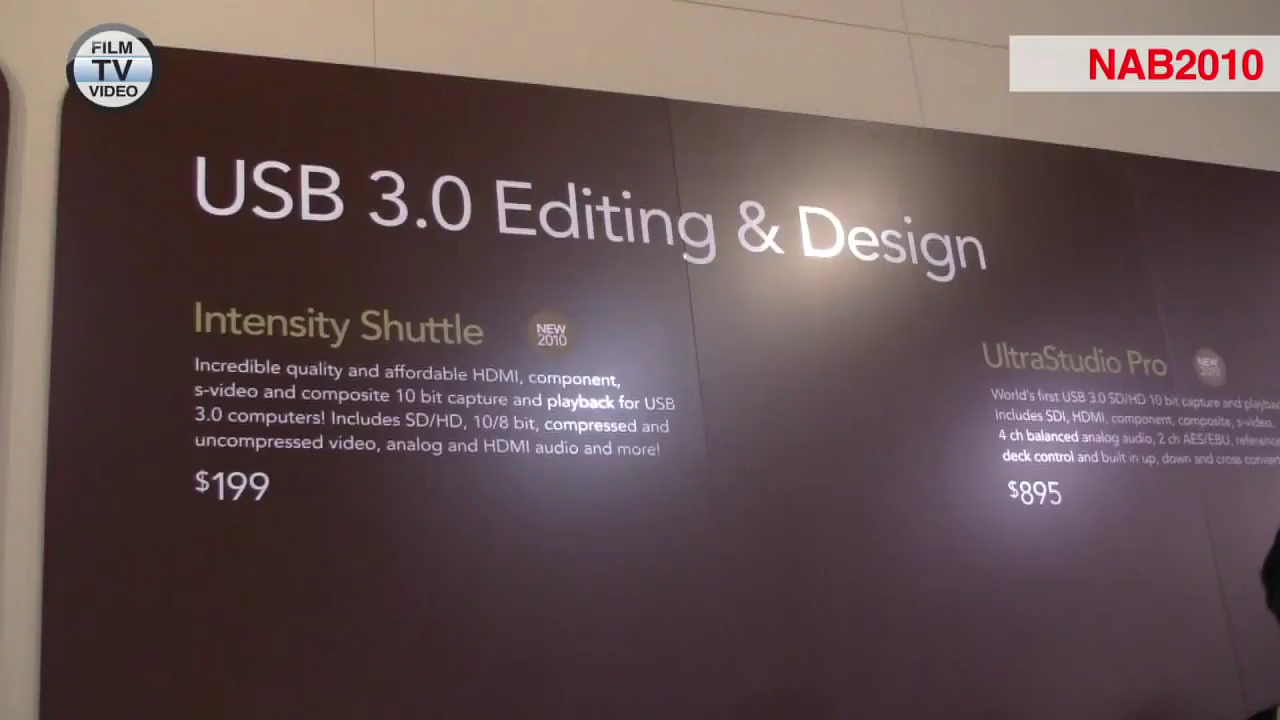 FILM
TV
VIDEO
NAB2010
USB 3.0 Editing & Design
Intensity Shuttle
NEW
2010
Incredible quality and affordable HDMI, component,
s-video and composite 10 bit capture and playback for USB
3.0 computers! Includes SD/HD, 10/8 bit, compressed and
uncompressed video, analog and HDMI audio and more!
$199
UltraStudio Pro
NEW
2010
World's first USB 3.0 SD/HD 10 bit capture and
Includes SDI, HDMI, component, composite, s-video,
4 ch balanced analog audio, 2 ch AES/EBU,
deck control and built in up, down and cross
$895